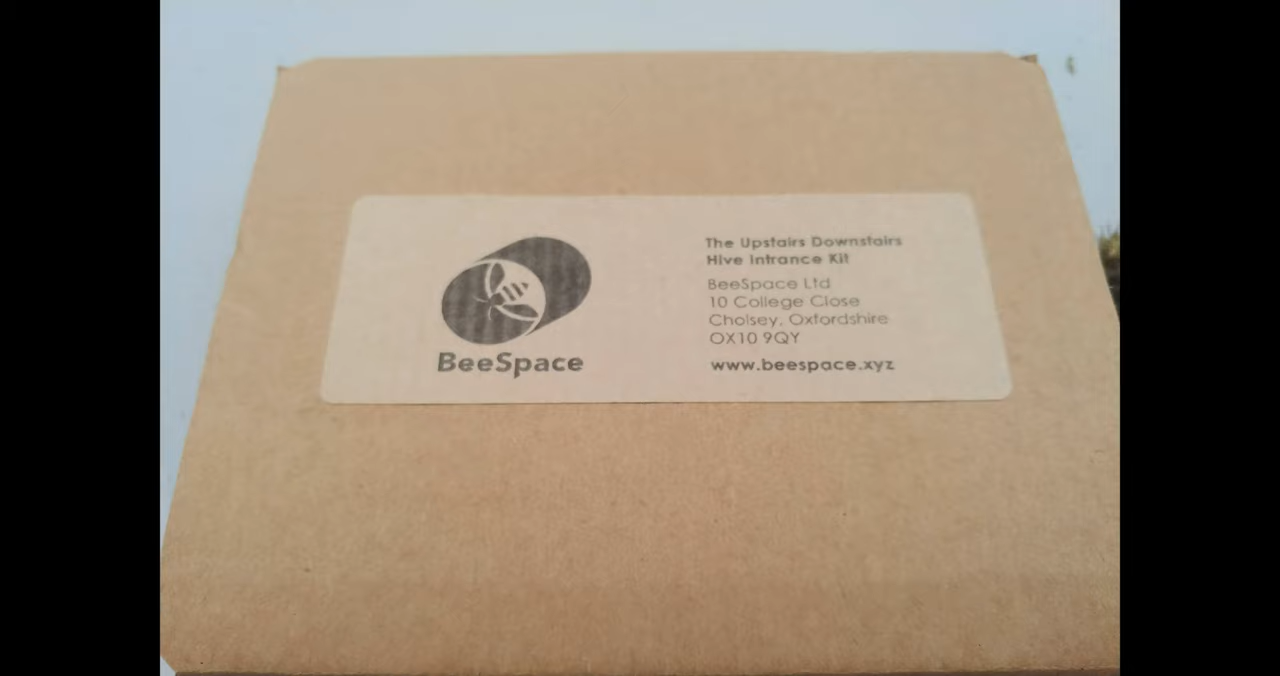 BeeSpace
The Upstairs Downstairs
Hive Intrance Kit
BeeSpace Ltd
10 College Close
Cholsey, Oxfordshire
OX10 9QY
www.beespace.xyz